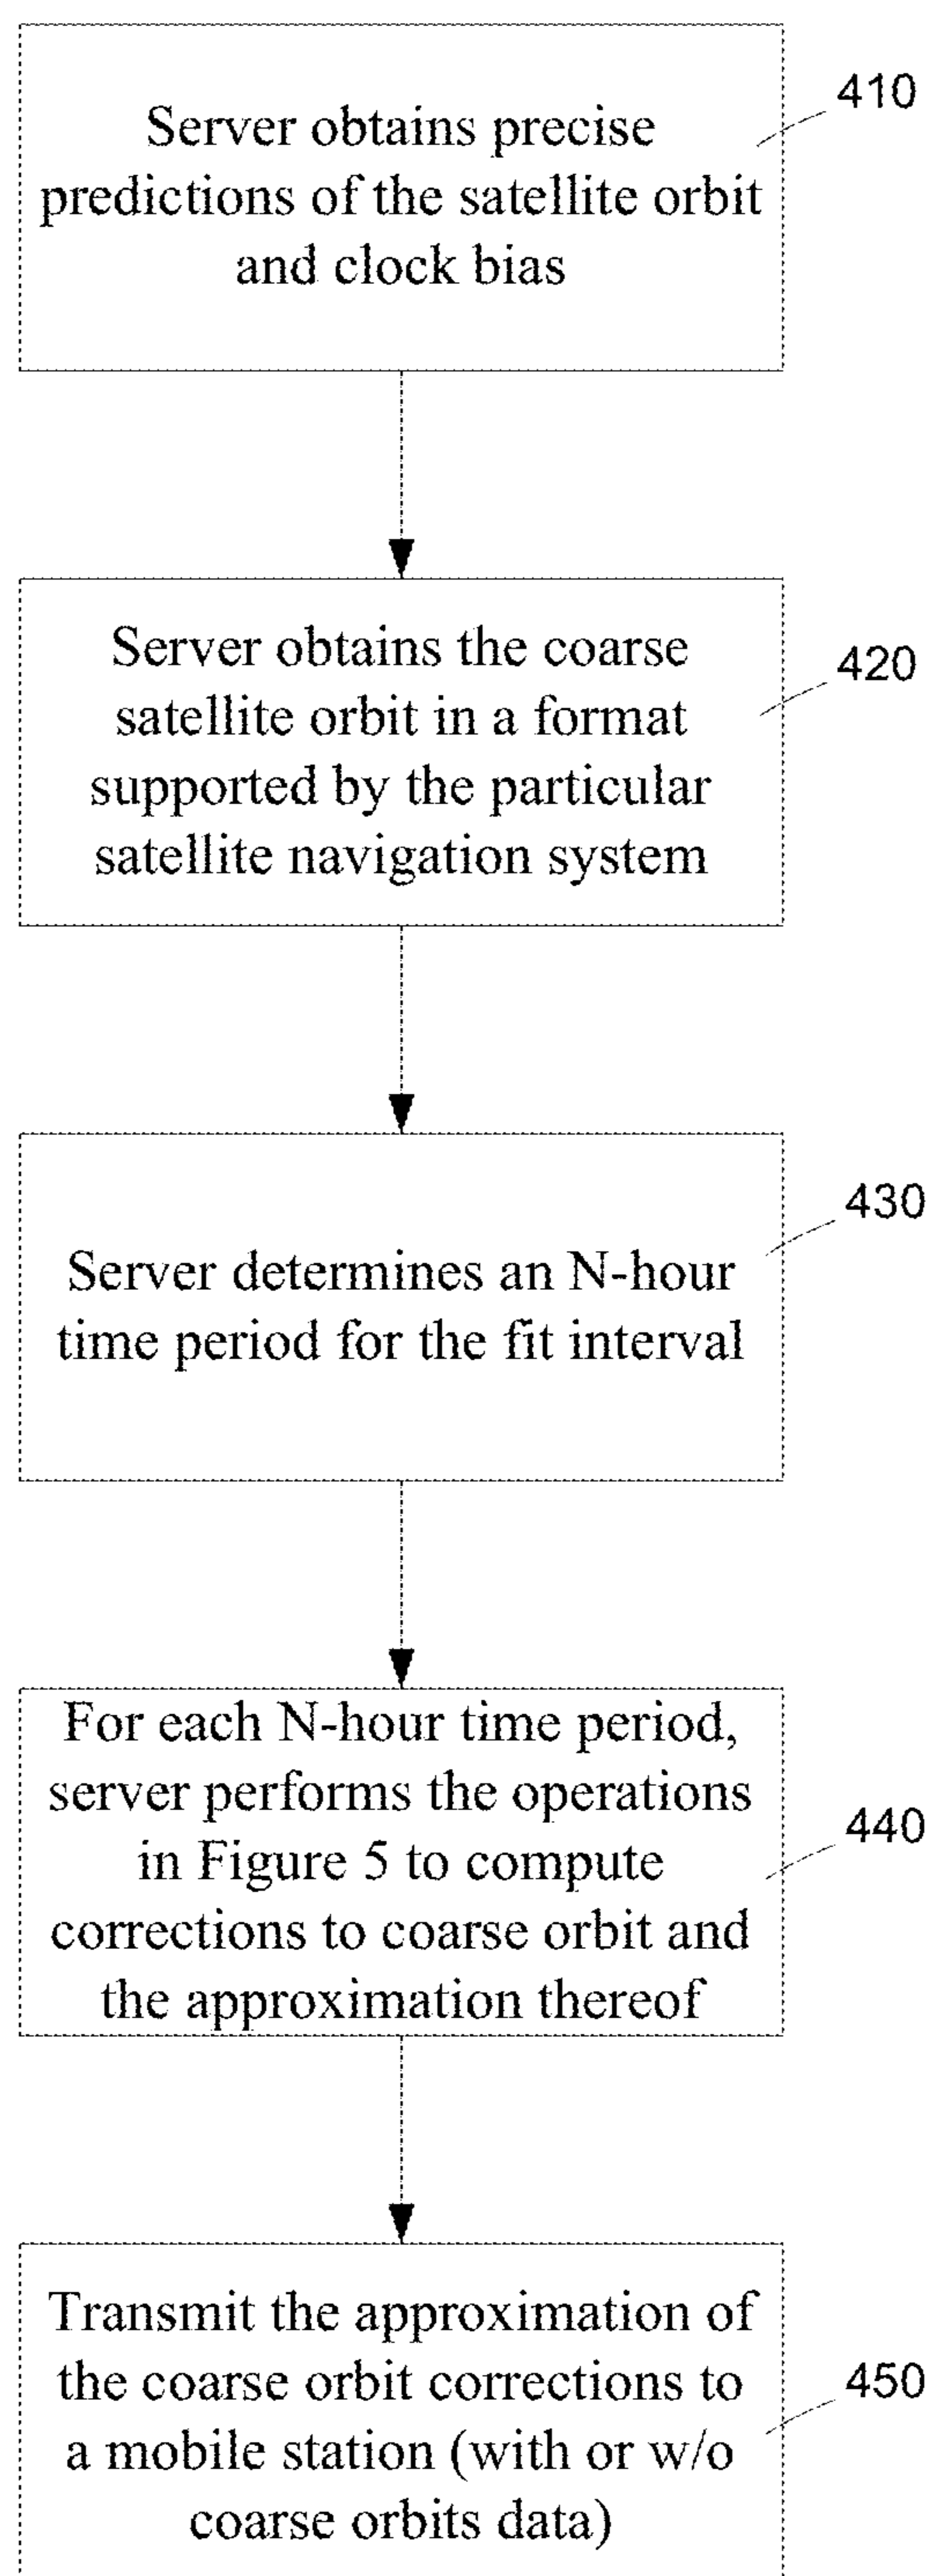 410
Server obtains precise
predictions of the satellite orbit
and clock bias
420
Server obtains the coarse
satellite orbit in a format
supported by the particular
satellite navigation system
430
Server determines an N-hour
time period for the fit interval
For each N-hour time period,
server performs the operations
in Figure 5 to compute
440
corrections to coarse orbit and
the approximation thereof
Transmit the approximation of
the coarse orbit corrections to
450
a mobile station (with or w/o
coarse orbits data)